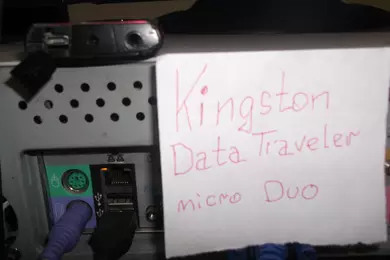 Kingston
Data Traveler
micro Duo